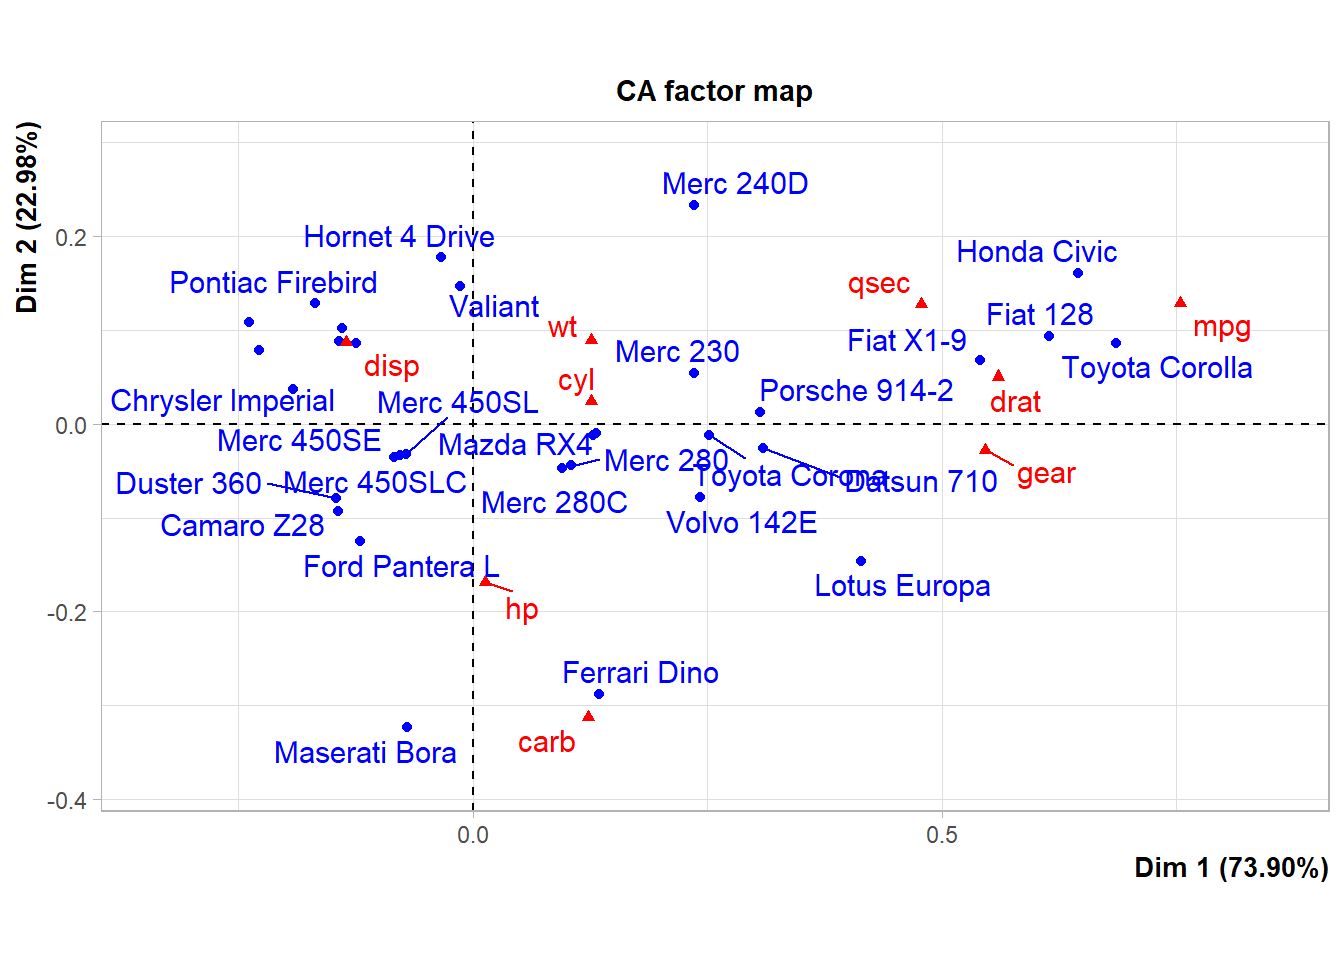 CA factor map
Dim 2 (22.98%)
Merc 240D
Hornet 4 Drive
Honda Civic
Pontiac Firebird
qsec
Valiant
Fiat 128
wt
mpg
Fiat X1-9
Merc 230
disp
Toyota Corolla
cyl
Porsche 914-2
Chrysler Imperial
Merc 450SL
drat
Merc 450SE
Mazda RX4
Merc 280
gear
Toyota Corona
Duster 360
Merc 450SLC
Datsun 710
Merc 280C
Camaro Z28
Volvo 142E
Ford Pantera L
Lotus Europa
hp
Ferrari Dino
carb
Maserati Bora
0.2
0.0
-0.2
-0.4
0.0
0.5
Dim 1 (73.90%)